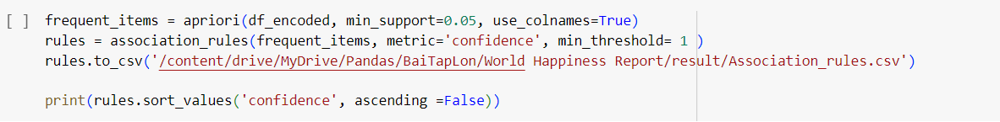 [ ] frequent_items = apriori(df_encoded, min_support=0.05, use_colnames=True)
rules = association_rules(frequent_items, metric='confidence', min_threshold= 1 )
rules.to_csv('/content/drive/MyDrive/Pandas/BaiTapLon/World Happiness Report/result/Association_rules.csv')
print(rules.sort_values('confidence', ascending =False))